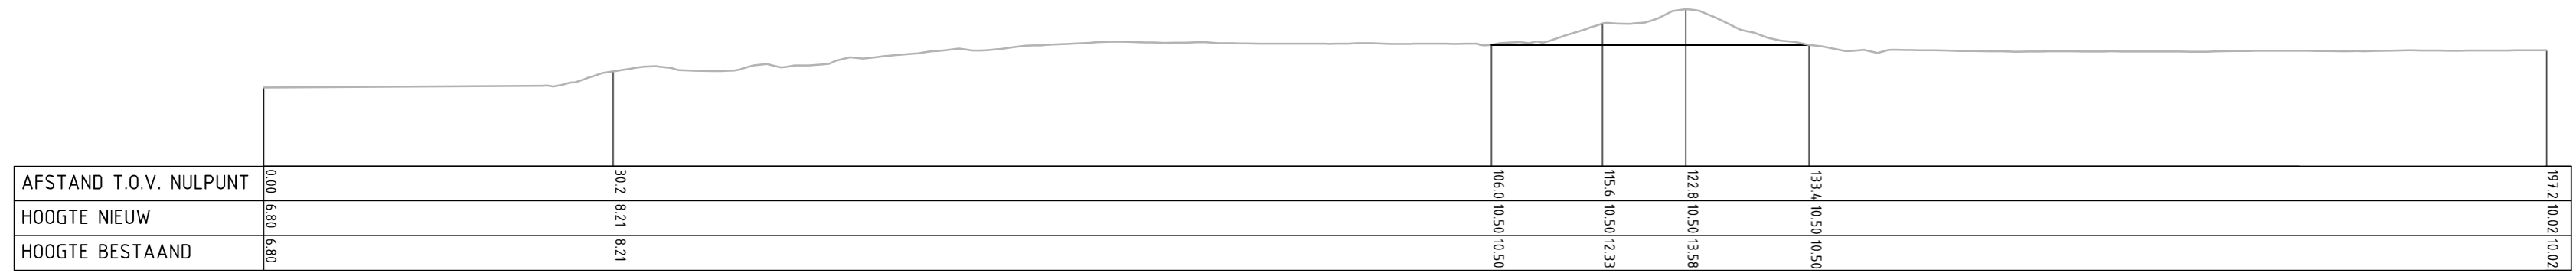 AFSTAND T.O.V. NULPUNT 0.00 30.2 106.0 115.6 122.8 133.4 197.2
HOOGTE NIEUW 6.80 8.21 10.50 10.50 10.50 10.50 10.02
HOOGTE BESTAAND 6.80 8.21 10.50 12.33 13.58 10.50 10.02